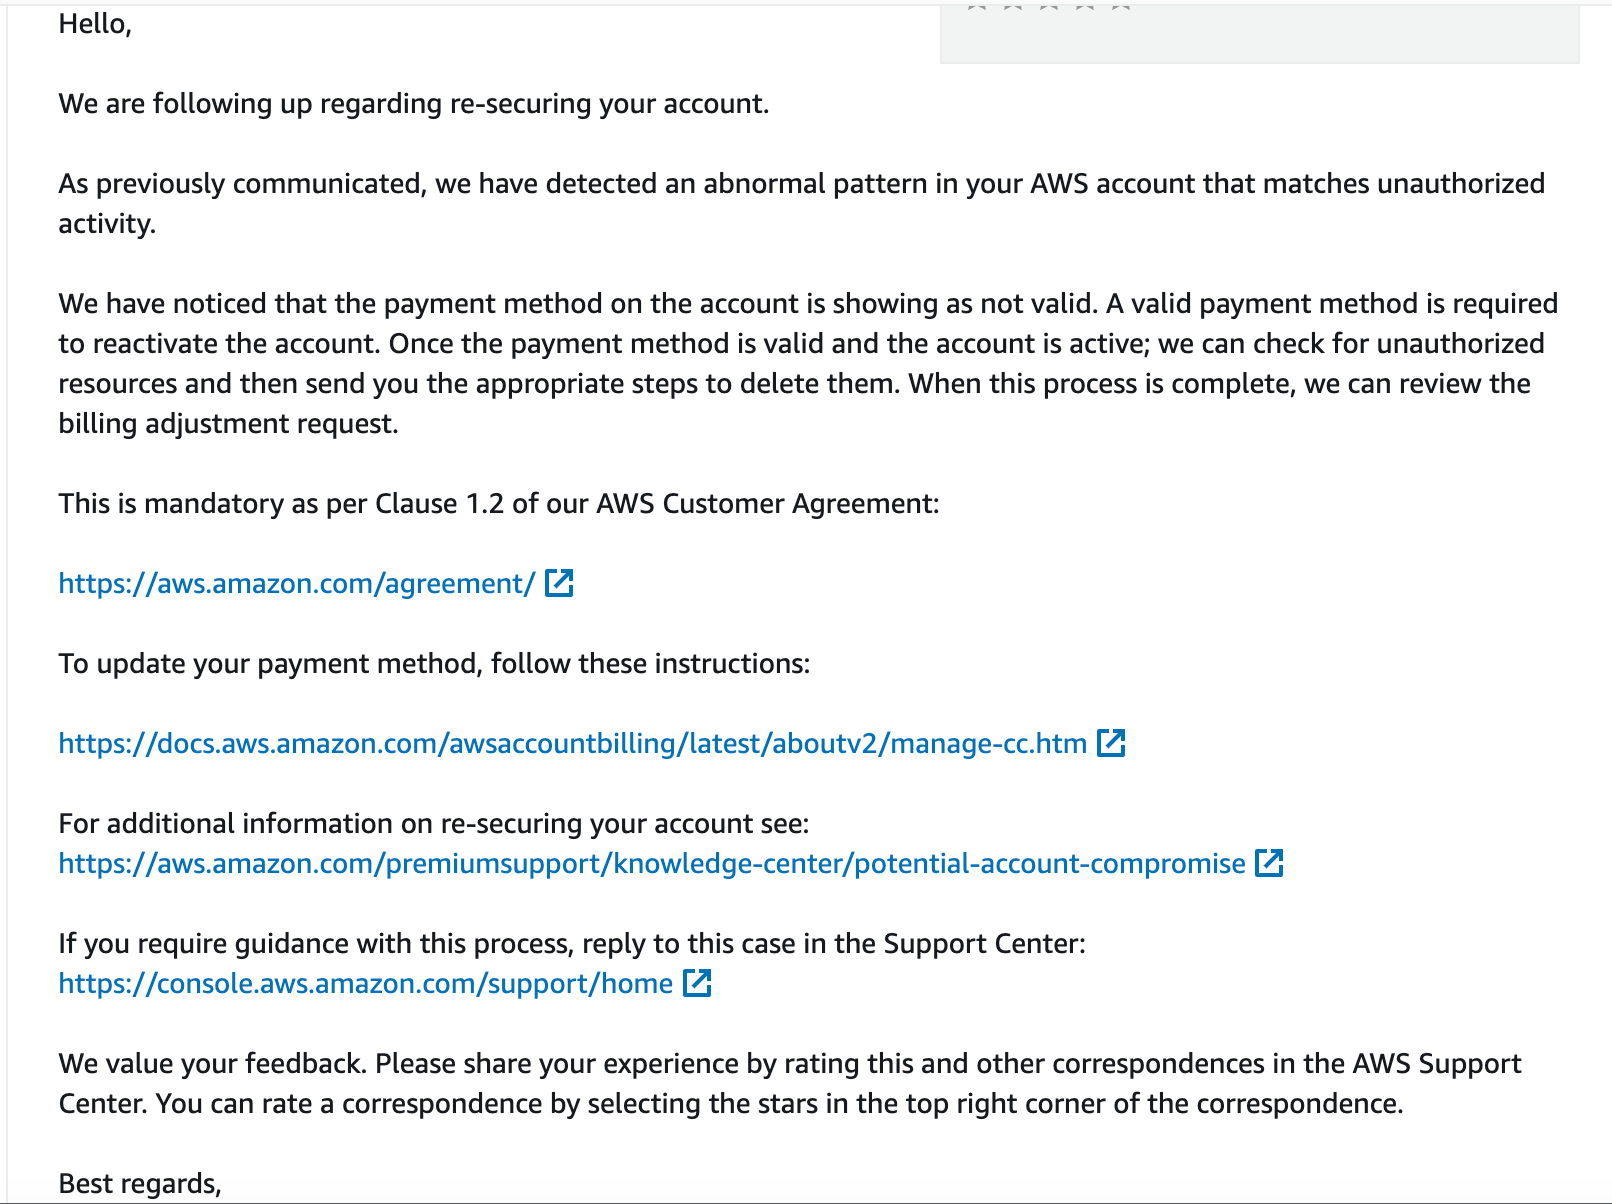 Hello,
We are following up regarding re-securing your account.
As previously communicated, we have detected an abnormal pattern in your AWS account that matches unauthorized
activity.
We have noticed that the payment method on the account is showing as not valid. A valid payment method is required
to reactivate the account. Once the payment method is valid and the account is active; we can check for unauthorized
resources and then send you the appropriate steps to delete them. When this process is complete, we can review the
billing adjustment request.
This is mandatory as per Clause 1.2 of our AWS Customer Agreement:
https://aws.amazon.com/agreement/
To update your payment method, follow these instructions:
https://docs.aws.amazon.com/awsaccountbilling/latest/aboutv2/manage-cc.htm
For additional information on re-securing your account see:
https://aws.amazon.com/premiumsupport/knowledge-center/potential-account-compromise
If you require guidance with this process, reply to this case in the Support Center:
https://console.aws.amazon.com/support/home
We value your feedback. Please share your experience by rating this and other correspondences in the AWS Support
Center. You can rate a correspondence by selecting the stars in the top right corner of the correspondence.
Best regards,